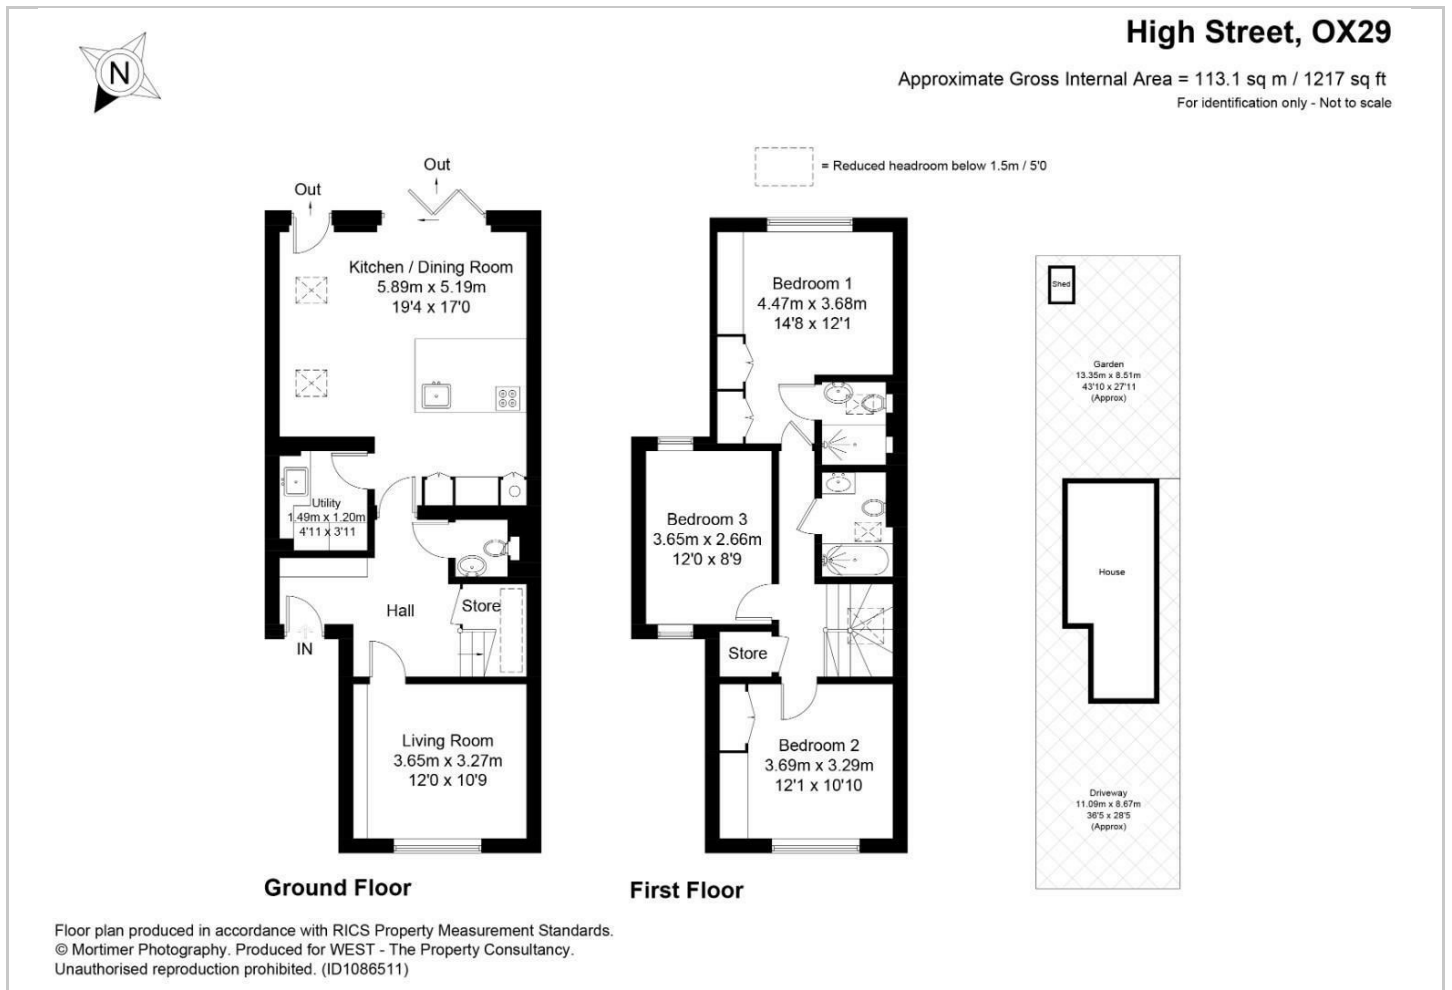 High Street, OX29
Approximate Gross Internal Area = 113.1 sq m / 1217 sq ft
For identification only - Not to scale
N
= Reduced headroom below 1.5m / 5'0
Out
Out
Kitchen / Dining Room
5.89m x 5.19m
19'4 x 17'0
Utility
1.49m x 1.20m
4'11 x 3'11
Hall
Store
IN
Living Room
3.65m x 3.27m
12'0 x 10'9
Ground Floor
Bedroom 1
4.47m x 3.68m
14'8 x 12'1
Bedroom 3
3.65m x 2.66m
12'0 x 8'9
Store
Bedroom 2
3.69m x 3.29m
12'1 x 10'10
First Floor
Shed
Garden
13.35m x 8.51m
43'10 x 27'11
(Approx)
House
Driveway
11.09m x 8.67m
36'5 x 28'5
(Approx)
Floor plan produced in accordance with RICS Property Measurement Standards.
© Mortimer Photography. Produced for WEST - The Property Consultancy.
Unauthorised reproduction prohibited. (ID1086511)